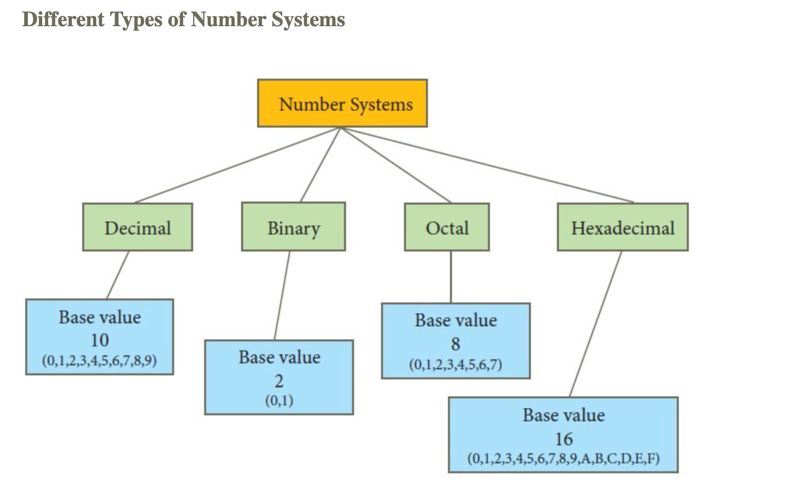 Different Types of Number Systems
Number Systems
Decimal
Binary
Octal
Hexadecimal
Base value
10
(0,1,2,3,4,5,6,7,8,9)
Base value
2
(0,1)
Base value
8
(0,1,2,3,4,5,6,7)
Base value
16
(0,1,2,3,4,5,6,7,8,9,A,B,C,D,E,F)